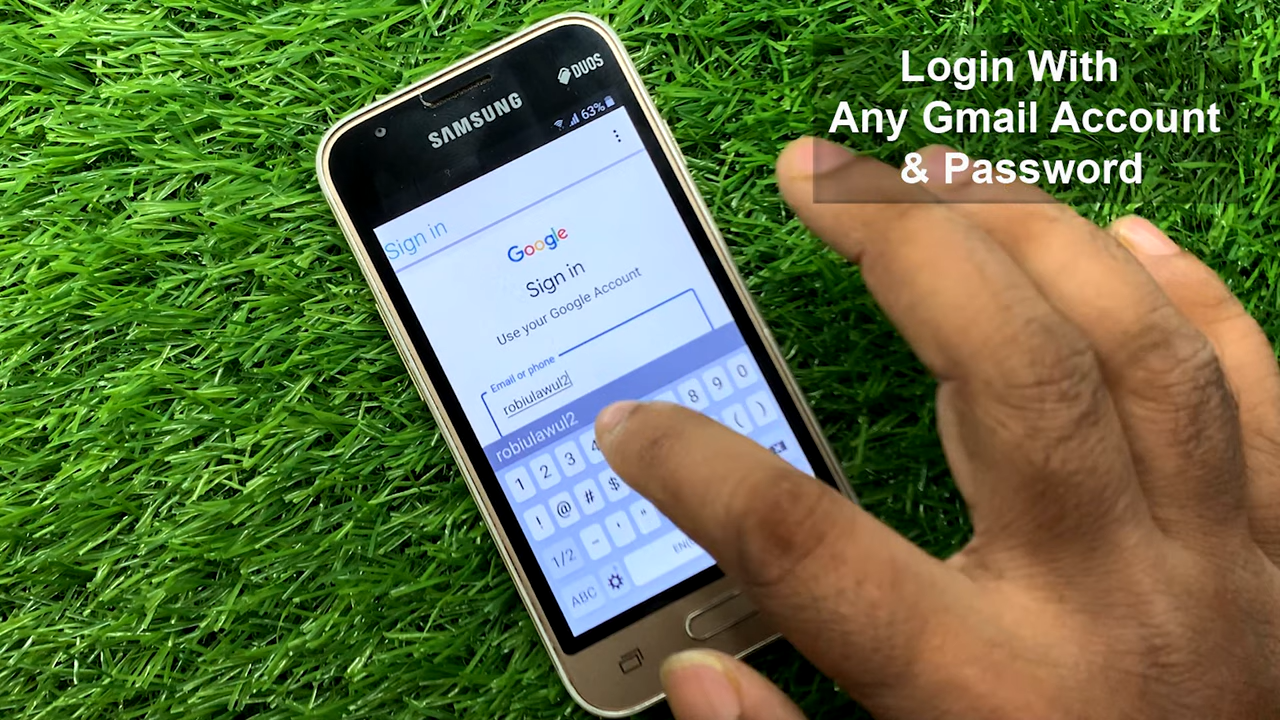 Login With
Any Gmail Account
& Password
DUOS
SAMSUNG
63%
Sign in
Google
Sign in
Use your Google Account
Email or phone
robiulawul2
robiulawul2
1 2 3 4 8 9 0
! @ # $ ( )
1/2 - ' "
ABC